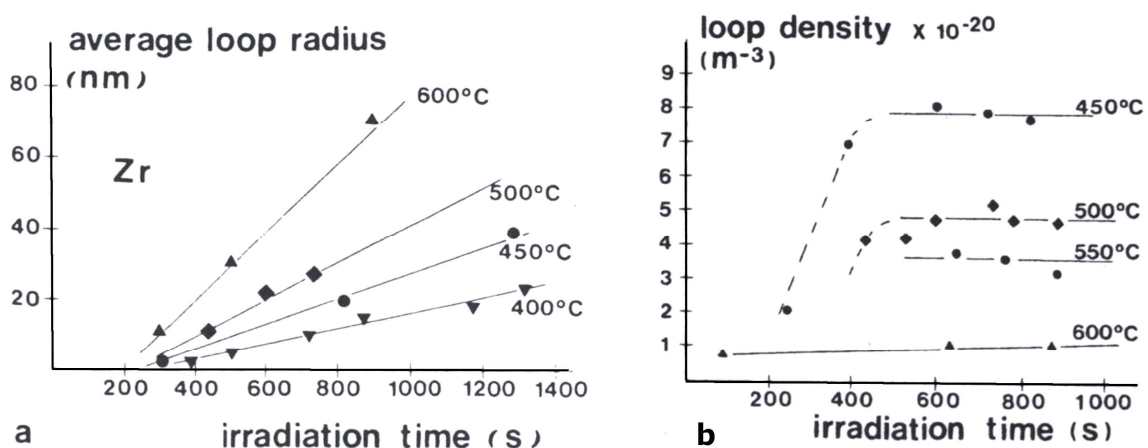 average loop radius
(nm)
80
60
40
20
Zr
600°C
500°C
450°C
400°C
200 400 600 800 1000 1200 1400
irradiation time (s)
a
loop density x 10-20
(m-3)
9
8
7
6
5
4
3
2
1
450°C
500°C
550°C
600°C
200 400 600 800 1000
irradiation time (s)
b